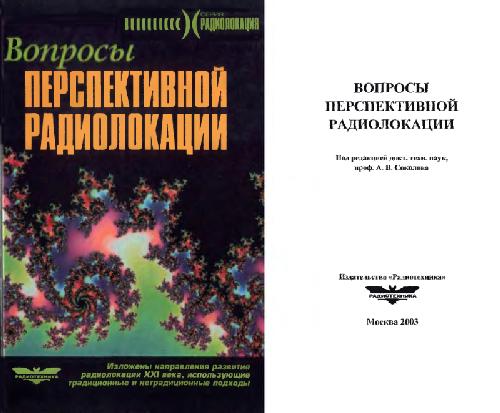 СЕРИЯ
РАДИОЛОКАЦИЯ
Вопросы
ПЕРСПЕКТИВНОЙ
РАДИОЛОКАЦИИ
Изложены направления развития
радиолокации XXI века, использующие
традиционные и нетрадиционные подходы
РАДИОТЕХНИКА
ВОПРОСЫ
ПЕРСПЕКТИВНОЙ
РАДИОЛОКАЦИИ
Под редакцией докт. техн. наук,
проф. А. В. Соколова
Издательство «Радиотехника»
РАДИОТЕХНИКА
Москва 2003